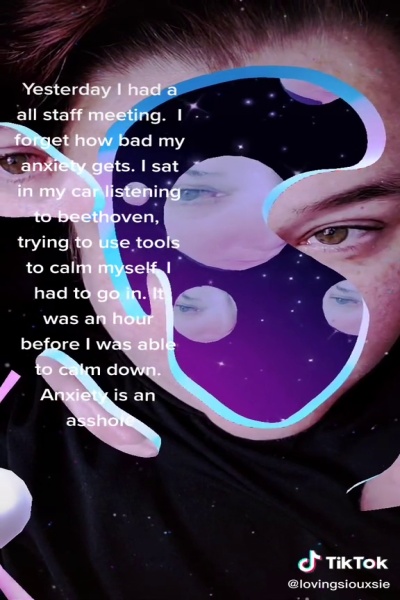 Yesterday I had a
all staff meeting. I
forget how bad my
anxiety gets. I sat
in my car listening
to beethoven,
trying to use tools
to calm myself. I
had to go in. It
was an hour
before I was able
to calm down.
Anxiety is an
asshole
TikTok
@lovingsiouxsie